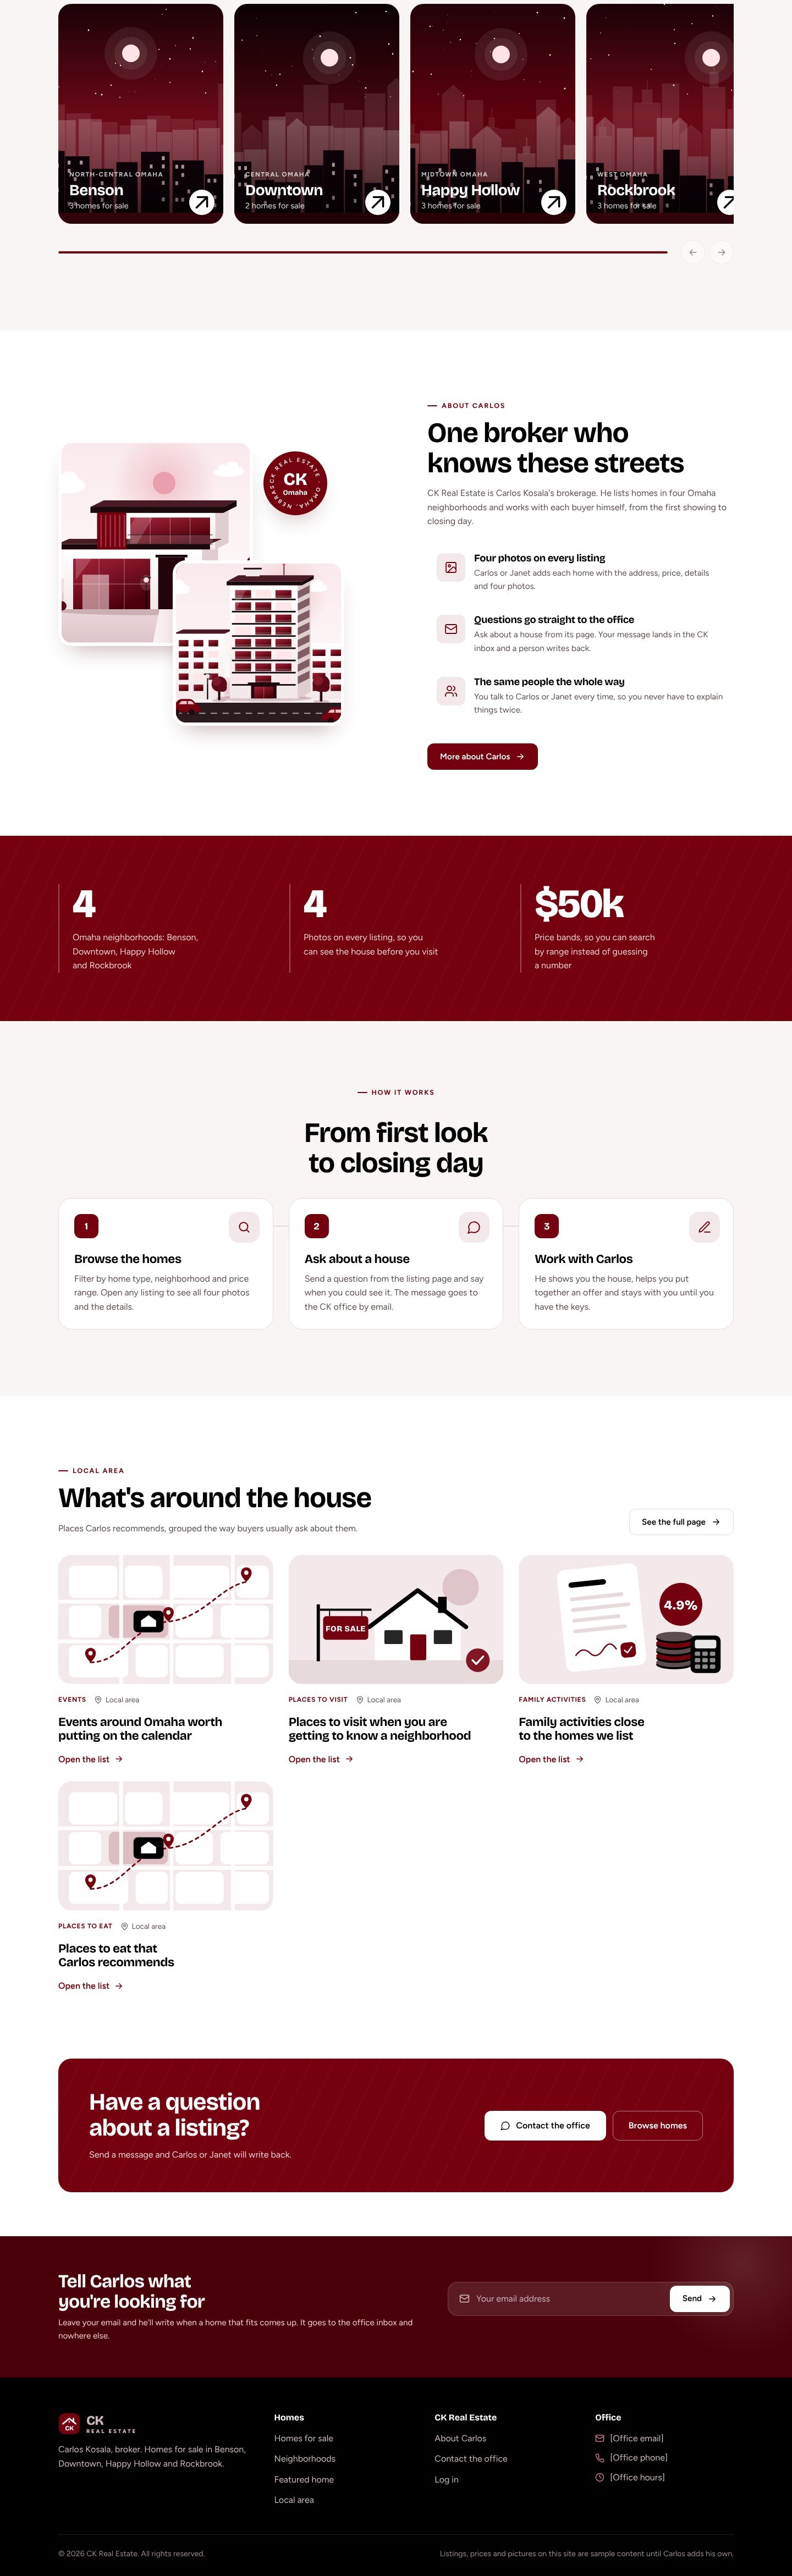 NORTH-CENTRAL OMAHA
Benson
3 homes for sale
CENTRAL OMAHA
Downtown
2 homes for sale
MIDTOWN OMAHA
Happy Hollow
3 homes for sale
WEST OMAHA
Rockbrook
3 homes for sale
CK REAL ESTATE · OMAHA, NEBRASK
CK
Omaha
ABOUT CARLOS
One broker who
knows these streets
CK Real Estate is Carlos Kosala's brokerage. He lists homes in four Omaha
neighborhoods and works with each buyer himself, from the first showing to
closing day.
Four photos on every listing
Carlos or Janet adds each home with the address, price, details
and four photos.
Questions go straight to the office
Ask about a house from its page. Your message lands in the CK
inbox and a person writes back.
The same people the whole way
You talk to Carlos or Janet every time, so you never have to explain
things twice.
More about Carlos
4
Omaha neighborhoods: Benson,
Downtown, Happy Hollow
and Rockbrook
4
Photos on every listing, so you
can see the house before you visit
$50k
Price bands, so you can search
by range instead of guessing
a number
HOW IT WORKS
From first look
to closing day
1
Browse the homes
Filter by home type, neighborhood and price
range. Open any listing to see all four photos
and the details.
2
Ask about a house
Send a question from the listing page and say
when you could see it. The message goes to
the CK office by email.
3
Work with Carlos
He shows you the house, helps you put
together an offer and stays with you until you
have the keys.
LOCAL AREA
What's around the house
Places Carlos recommends, grouped the way buyers usually ask about them.
See the full page
EVENTS Local area
Events around Omaha worth
putting on the calendar
Open the list
FOR SALE
PLACES TO VISIT Local area
Places to visit when you are
getting to know a neighborhood
Open the list
4.9%
FAMILY ACTIVITIES Local area
Family activities close
to the homes we list
Open the list
PLACES TO EAT Local area
Places to eat that
Carlos recommends
Open the list
Have a question
about a listing?
Send a message and Carlos or Janet will write back.
Contact the office
Browse homes
Tell Carlos what
you're looking for
Leave your email and he'll write when a home that fits comes up. It goes to the office inbox and
nowhere else.
Your email address
Send
CK
CK
REAL ESTATE
Carlos Kosala, broker. Homes for sale in Benson,
Downtown, Happy Hollow and Rockbrook.
Homes
Homes for sale
Neighborhoods
Featured home
Local area
CK Real Estate
About Carlos
Contact the office
Log in
Office
[Office email]
[Office phone]
[Office hours]
© 2026 CK Real Estate. All rights reserved.
Listings, prices and pictures on this site are sample content until Carlos adds his own.